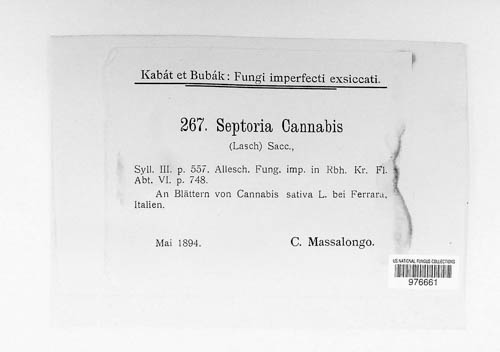 Kabát et Bubák: Fungi imperfecti exsiccati.
267. Septoria Cannabis
(Lasch) Sacc.,
Syll. III. p. 557. Allesch. Fung. imp. in Rbh. Kr. Fl.
Abt. VI. p. 748.
An Blättern von Cannabis sativa L. bei Ferrara,
Italien.
Mai 1894.
C. Massalongo.
US NATIONAL FUNGUS COLLECTIONS
976661